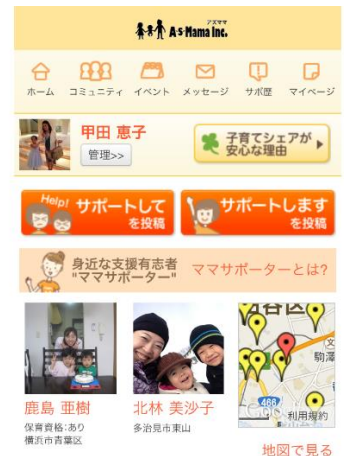 アズママ
AsMama Inc.
ホーム コミュニティ イベント メッセージ サポ歴 マイページ
甲田 恵子
管理>>
子育てシェアが
安心な理由
Help! サポートして
を投稿
サポートします
を投稿
身近な支援有志者
"ママサポーター"
ママサポーターとは?
鹿島 亜樹
保育資格:あり
横浜市青葉区
北林 美沙子
多治見市東山
谷区
駒沢
466
利用規約
地図で見る